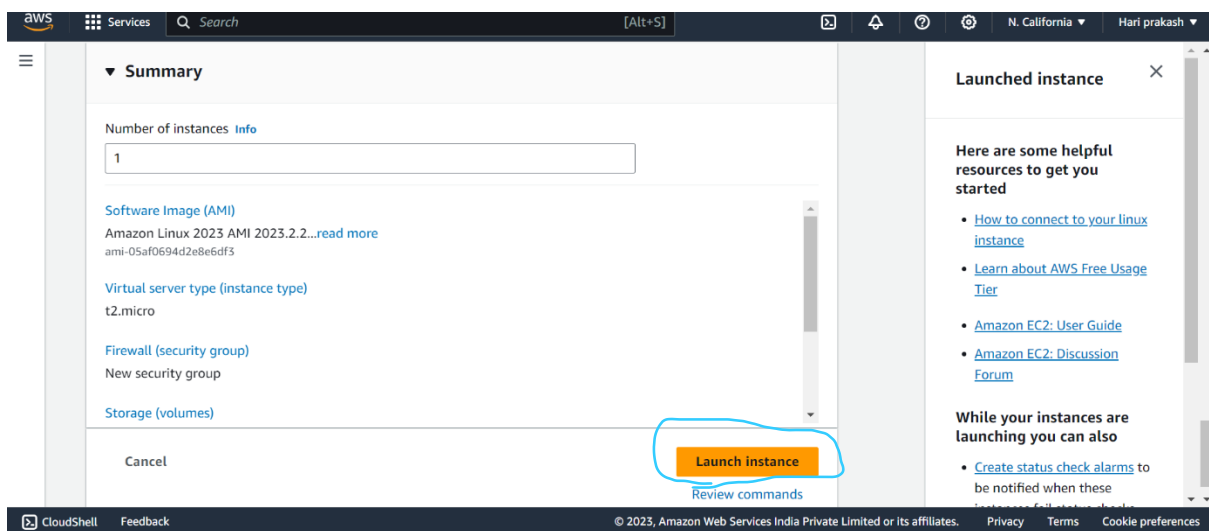 aws
Services
Search
[Alt+S]
N. California ▼
Hari prakash ▼
▼ Summary
Number of instances Info
1
Software Image (AMI)
Amazon Linux 2023 AMI 2023.2.2...read more
ami-05af0694d2e8e6df3
Virtual server type (instance type)
t2.micro
Firewall (security group)
New security group
Storage (volumes)
Cancel
Launch instance
Review commands
Launched instance
Here are some helpful
resources to get you
started
• How to connect to your linux
instance
• Learn about AWS Free Usage
Tier
• Amazon EC2: User Guide
• Amazon EC2: Discussion
Forum
While your instances are
launching you can also
• Create status check alarms to
be notified when these
instances fail status checks
CloudShell
Feedback
© 2023, Amazon Web Services India Private Limited or its affiliates.
Privacy
Terms
Cookie preferences